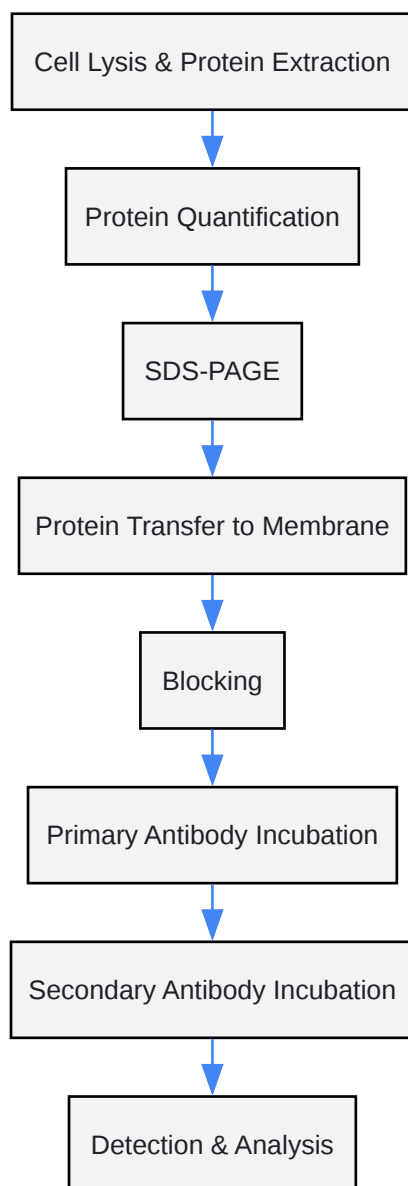 Cell Lysis & Protein Extraction
Protein Quantification
SDS-PAGE
Protein Transfer to Membrane
Blocking
Primary Antibody Incubation
Secondary Antibody Incubation
Detection & Analysis